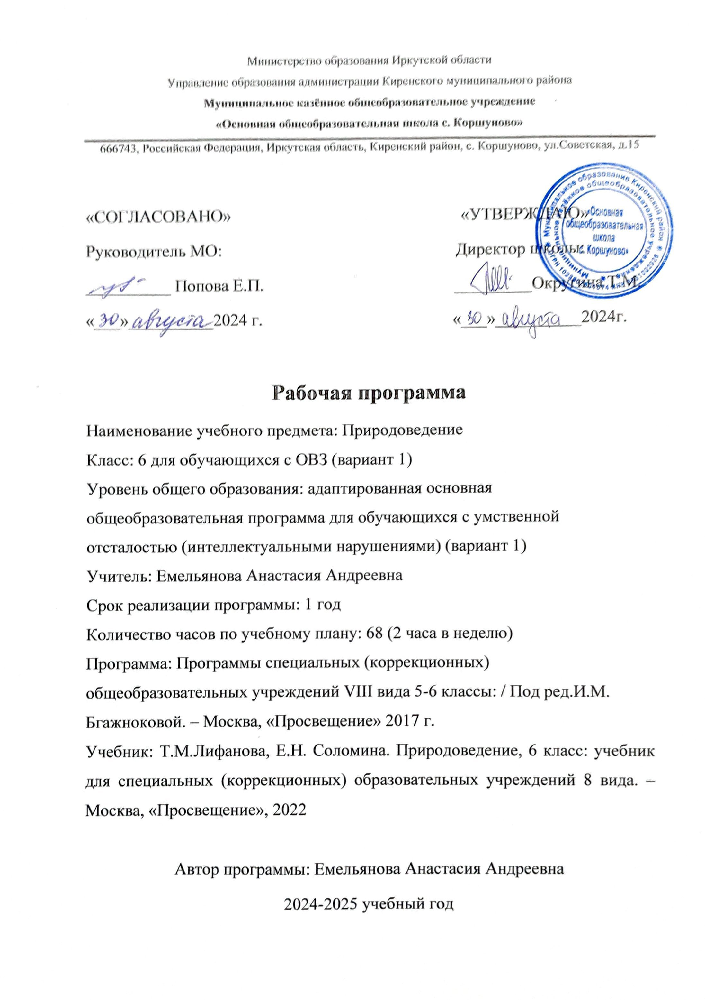 Министерство образования Иркутской области
Управление образования администрации Киренского муниципального района
Муниципальное казённое общеобразовательное учреждение
«Основная общеобразовательная школа с. Коршуново»
666743, Российская Федерация, Иркутская область, Киренский район, с. Коршуново, ул.Советская, д.15
«СОГЛАСОВАНО»
Руководитель МО:
Попова Е.П.
«30» августа 2024 г.
«УТВЕРЖДАЮ»
Директор школы:
Округина Т.М.
«30» августа 2024г.
Муниципальное образование Киренский район
Муниципальное казённое общеобразовательное учреждение
«Основная
общеобразовательная
школа
с. Коршуново»
Рабочая программа
Наименование учебного предмета: Природоведение
Класс: 6 для обучающихся с ОВЗ (вариант 1)
Уровень общего образования: адаптированная основная
общеобразовательная программа для обучающихся с умственной
отсталостью (интеллектуальными нарушениями) (вариант 1)
Учитель: Емельянова Анастасия Андреевна
Срок реализации программы: 1 год
Количество часов по учебному плану: 68 (2 часа в неделю)
Программа: Программы специальных (коррекционных)
общеобразовательных учреждений VIII вида 5-6 классы: / Под ред.И.М.
Бгажноковой. – Москва, «Просвещение» 2017 г.
Учебник: Т.М.Лифанова, Е.Н. Соломина. Природоведение, 6 класс: учебник
для специальных (коррекционных) образовательных учреждений 8 вида. –
Москва, «Просвещение», 2022
Автор программы: Емельянова Анастасия Андреевна
2024-2025 учебный год